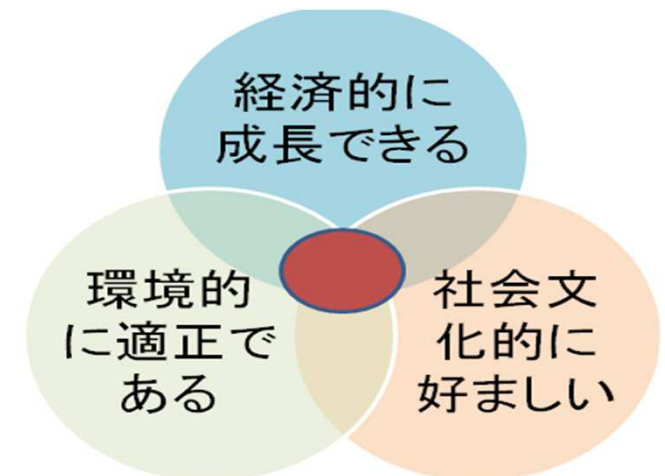 経済的に
成長できる
環境的
に適正で
ある
社会文
化的に
好ましい